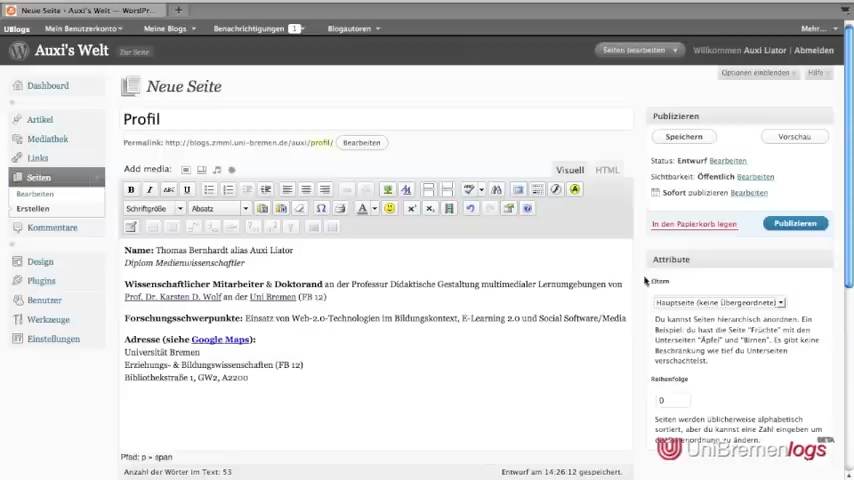 Neue Seite ‹ Auxi's Welt — WordPr...
UBlogs Mein Benutzerkonto Meine Blogs Benachrichtigungen 1 Blogautoren Mehr...
Auxi's Welt Zur Seite Seiten bearbeiten Willkommen Auxi Liator | Abmelden
Optionen einblenden Hilfe
Neue Seite
Dashboard
Artikel
Mediathek
Links
Seiten
Bearbeiten
Erstellen
Kommentare
Design
Plugins
Benutzer
Werkzeuge
Einstellungen
Profil
Permalink: http://blogs.zmml.uni-bremen.de/auxi/profil/ Bearbeiten
Add media: Visuell HTML
Schriftgröße Absatz
Name: Thomas Bernhardt alias Auxi Liator
Diplom Medienwissenschaftler
Wissenschaftlicher Mitarbeiter & Doktorand an der Professur Didaktische Gestaltung multimedialer Lernumgebungen von
Prof. Dr. Karsten D. Wolf an der Uni Bremen (FB 12)
Forschungsschwerpunkte: Einsatz von Web-2.0-Technologien im Bildungskontext, E-Learning 2.0 und Social Software/Media
Adresse (siehe Google Maps):
Universität Bremen
Erziehungs- & Bildungswissenschaften (FB 12)
Bibliothekstraße 1, GW2, A2200
Pfad: p » span
Anzahl der Wörter im Text: 53 Entwurf am 14:26:12 gespeichert.
Publizieren
Speichern Vorschau
Status: Entwurf Bearbeiten
Sichtbarkeit: Öffentlich Bearbeiten
Sofort publizieren Bearbeiten
In den Papierkorb legen Publizieren
Attribute
Eltern
Hauptseite (keine Übergeordnete)
Du kannst Seiten hierarchisch anordnen. Ein
Beispiel: du hast die Seite "Früchte" mit den
Unterseiten "Äpfel" und "Birnen". Es gibt keine
Beschränkung wie tief du Unterseiten
verschachtelst.
Reihenfolge
0
Seiten werden üblicherweise alphabetisch
sortiert, aber du kannst eine Zahl eingeben um
die Seitenordnung zu ändern.
UniBremenlogs BETA